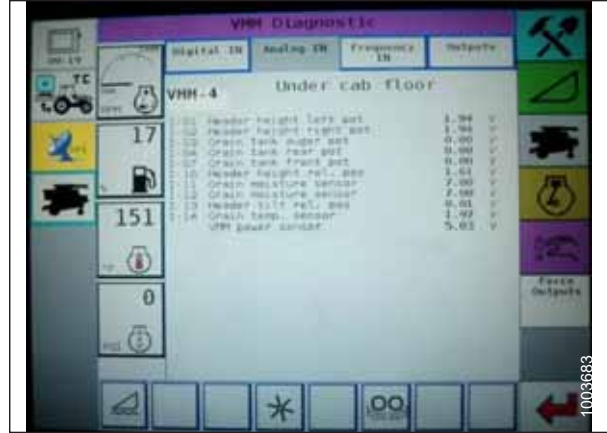 VMM Diagnostic
Digital IN
Analog IN
Frequency IN
Outputs
TC
VMM-4
Under cab floor
Header height left pot 1.94 V
Header height right pot 1.94 V
Grain tank auger pot 0.00 V
Grain tank rear pot 0.00 V
Grain tank front pot 0.00 V
Header height rel. pos 1.61 V
Grain moisture sensor 7.00 V
Grain moisture sensor 7.00 V
Header tilt rel. pos 0.01 V
Grain temp. sensor V
VMM power sensor 5.03 V
17
151
0
Force
Outputs
1003683